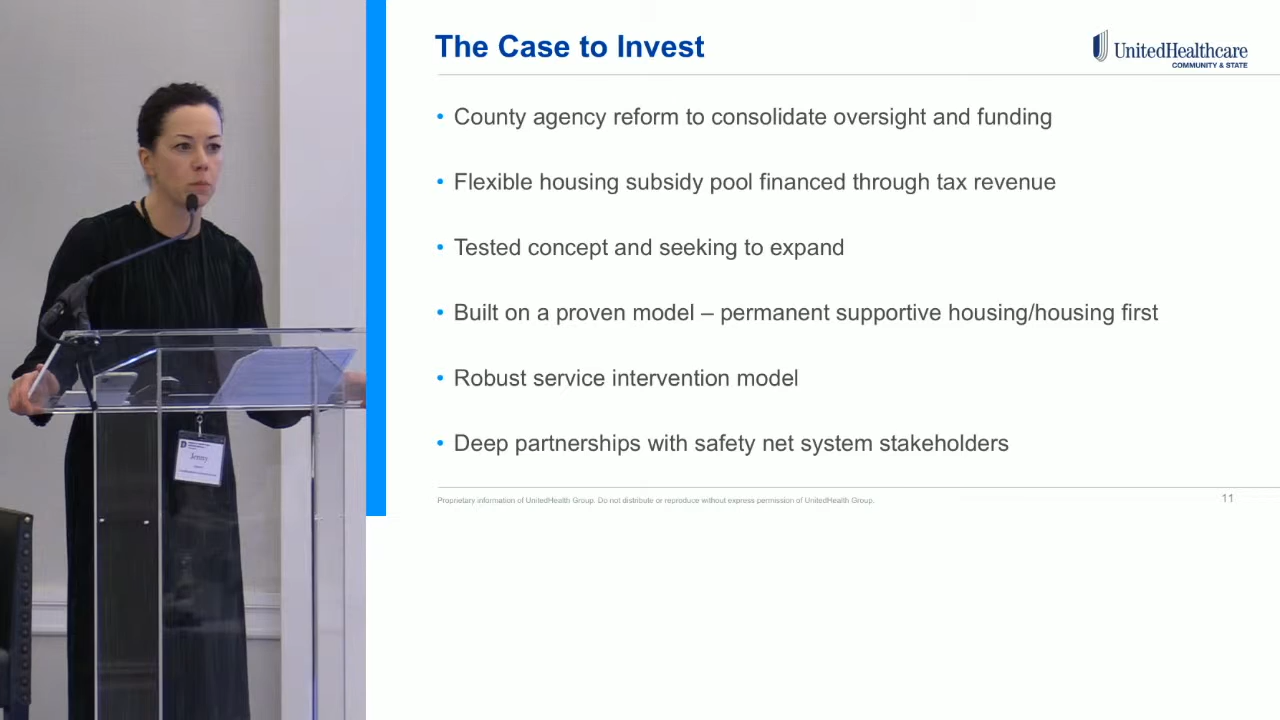 The Case to Invest
UnitedHealthcare
COMMUNITY & STATE
• County agency reform to consolidate oversight and funding
• Flexible housing subsidy pool financed through tax revenue
• Tested concept and seeking to expand
• Built on a proven model – permanent supportive housing/housing first
• Robust service intervention model
• Deep partnerships with safety net system stakeholders
Proprietary information of UnitedHealth Group. Do not distribute or reproduce without express permission of UnitedHealth Group.
11
Jenny